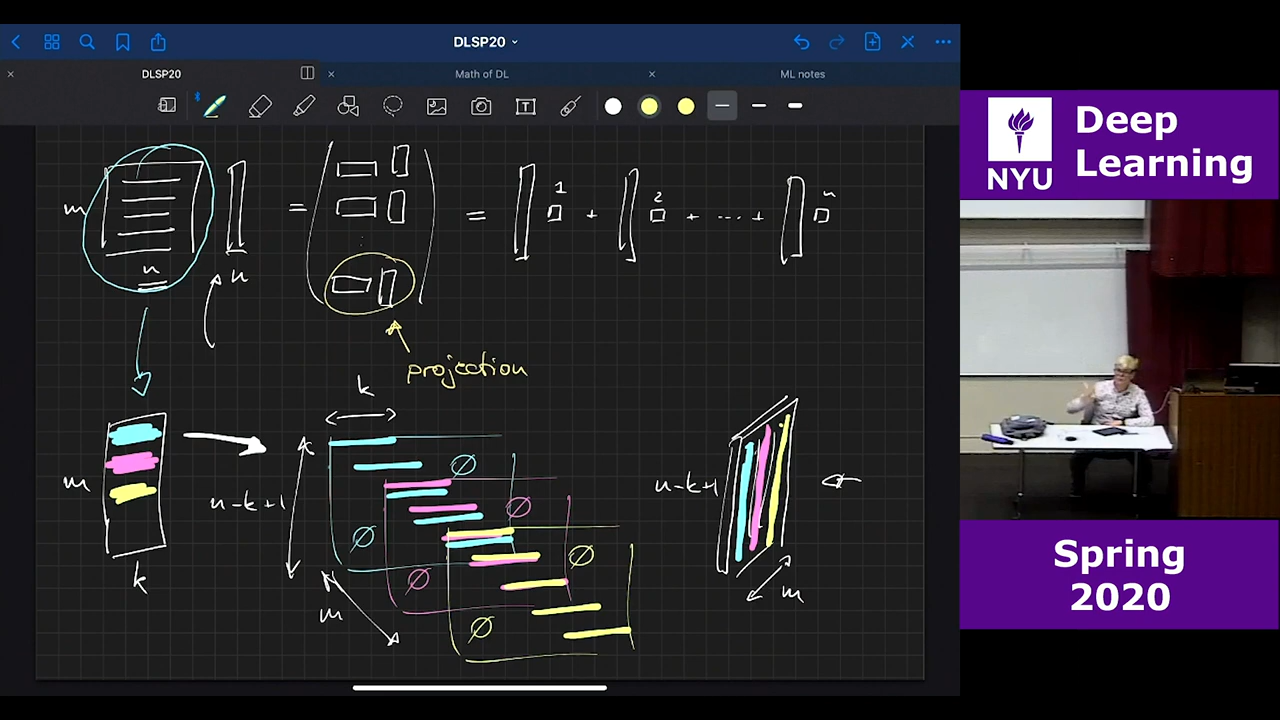 DLSP20
DLSP20
Math of DL
ML notes
T
m
n
n
=
=
1
+
2
+ ... +
n
projection
k
m
k
n-k+1
m
∅
∅
∅
∅
∅
∅
n-k+1
m
NYU
Deep
Learning
Spring
2020